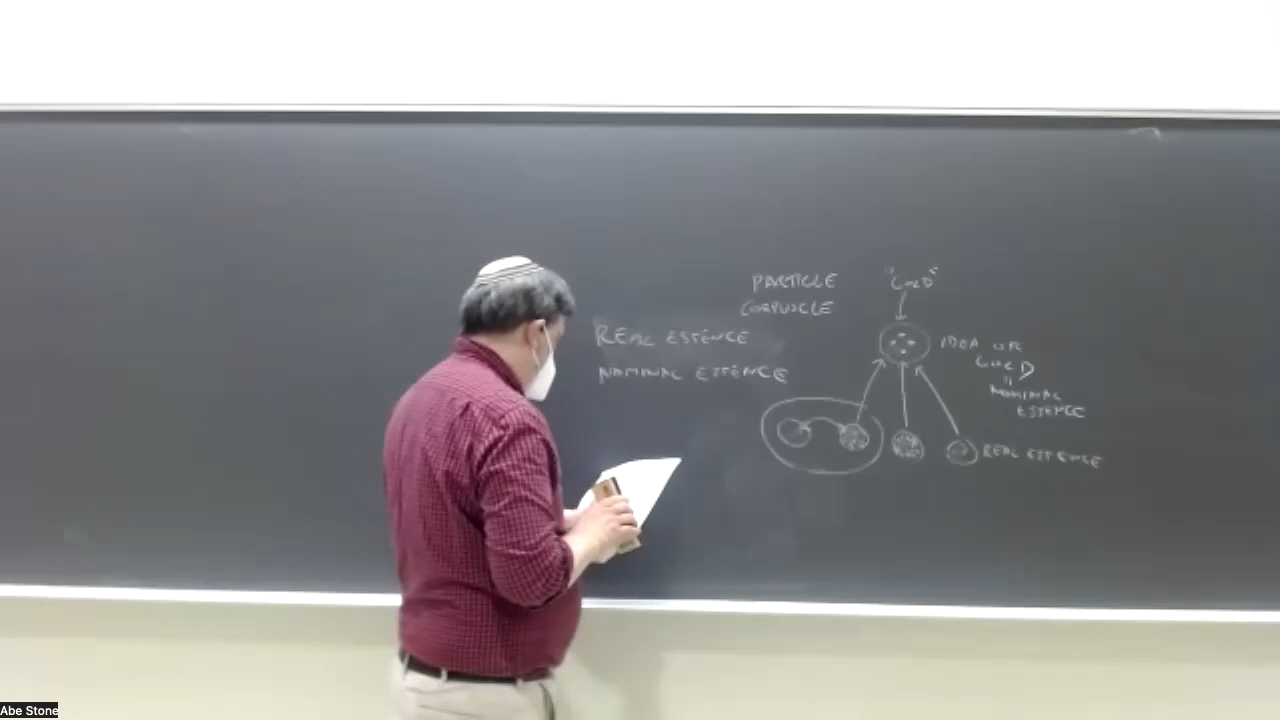 PARTICLE
CORPUSCLE
REAL ESSENCE
NOMINAL ESSENCE
"GOLD"
IDEA OF
GOLD
=
NOMINAL
ESSENCE
REAL ESSENCE
Abe Stone